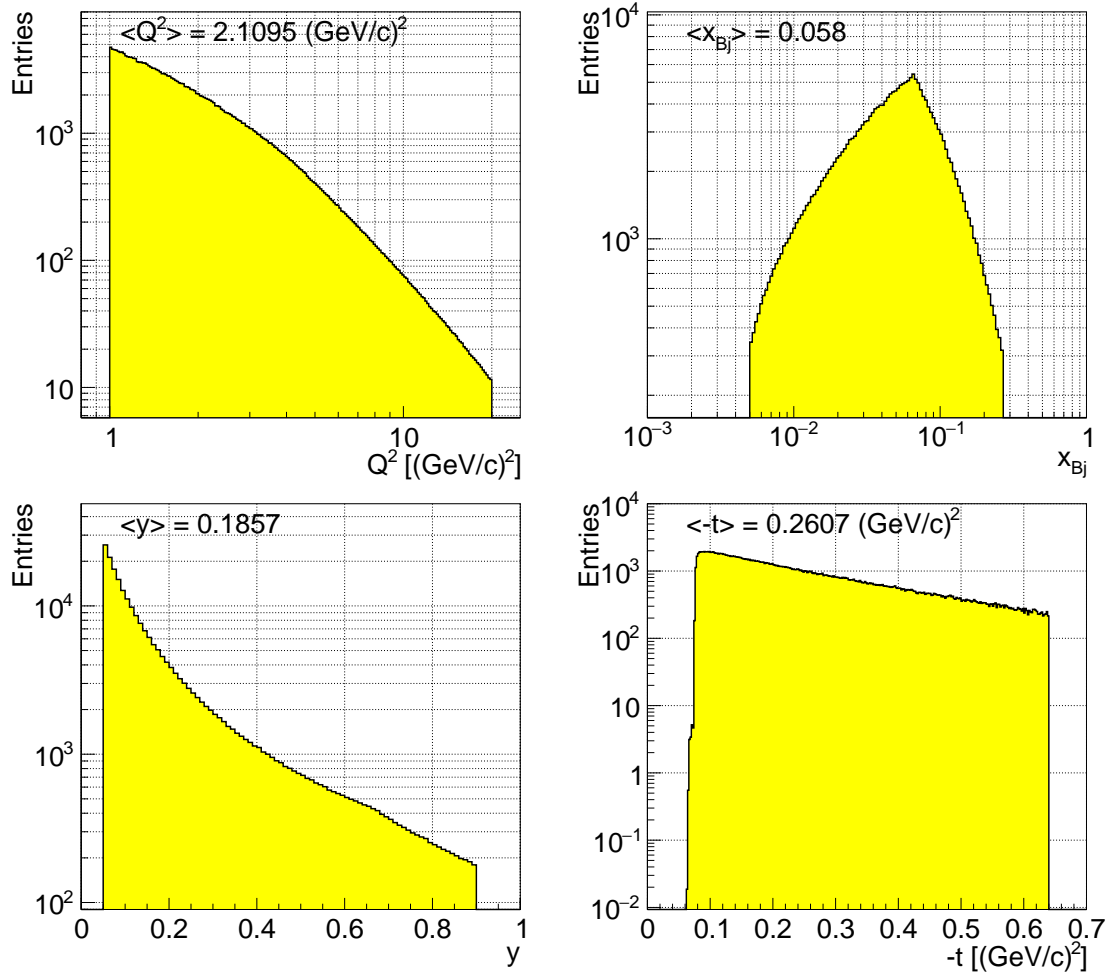 Entries
<Q²> = 2.1095 (GeV/c)²
10³
10²
10
1
10
Q² [(GeV/c)²]
Entries
<x_Bj> = 0.058
10⁴
10³
10⁻³
10⁻²
10⁻¹
1
x_Bj
Entries
<y> = 0.1857
10⁴
10³
10²
0
0.2
0.4
0.6
0.8
1
y
Entries
<-t> = 0.2607 (GeV/c)²
10⁴
10³
10²
10
1
10⁻¹
10⁻²
0
0.1
0.2
0.3
0.4
0.5
0.6
0.7
-t [(GeV/c)²]